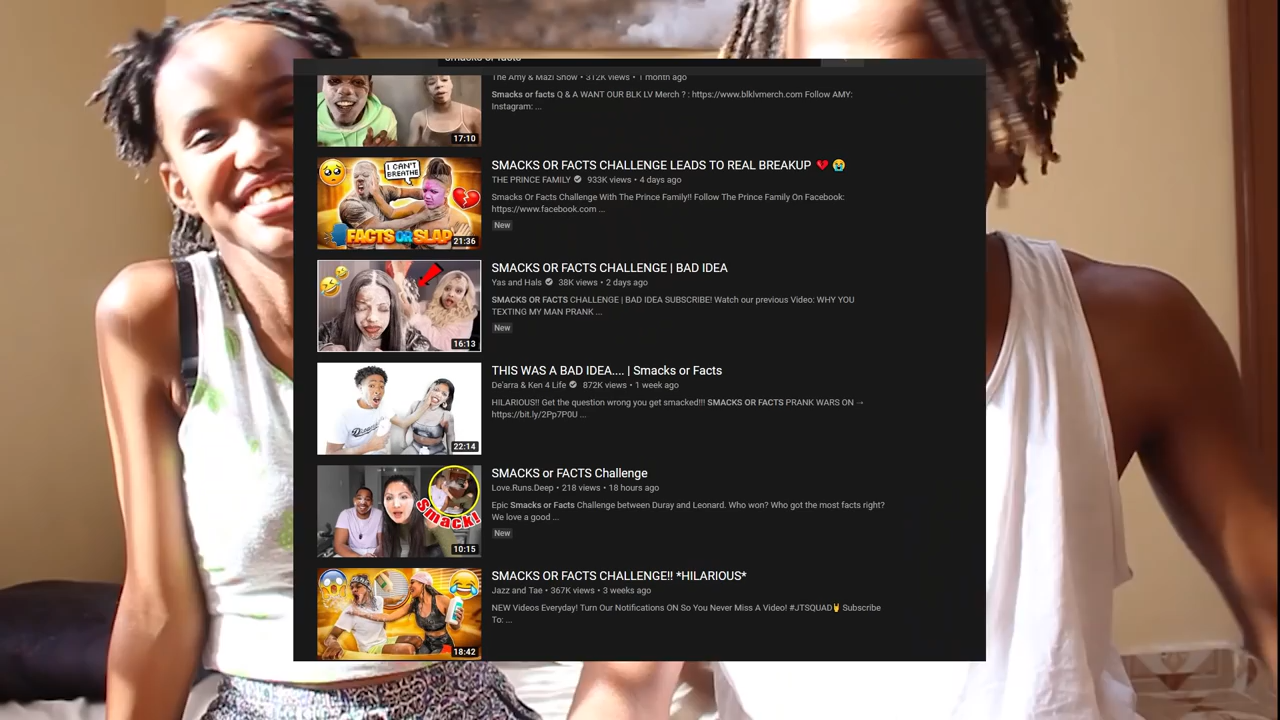 smacks or facts
The Amy & Mazi Show • 312K views • 1 month ago
Smacks or facts Q & A WANT OUR BLK LV Merch ? : https://www.blklvmerch.com Follow AMY:
Instagram: ...
17:10
SMACKS OR FACTS CHALLENGE LEADS TO REAL BREAKUP 💔 😭
THE PRINCE FAMILY 933K views • 4 days ago
Smacks Or Facts Challenge With The Prince Family!! Follow The Prince Family On Facebook:
https://www.facebook.com ...
New
I CAN'T
BREATHE
FACTS OR SLAP
21:36
SMACKS OR FACTS CHALLENGE | BAD IDEA
Yas and Hals 38K views • 2 days ago
SMACKS OR FACTS CHALLENGE | BAD IDEA SUBSCRIBE! Watch our previous Video: WHY YOU
TEXTING MY MAN PRANK ...
New
16:13
THIS WAS A BAD IDEA.... | Smacks or Facts
De'arra & Ken 4 Life 872K views • 1 week ago
HILARIOUS!! Get the question wrong you get smacked!!! SMACKS OR FACTS PRANK WARS ON →
https://bit.ly/2Pp7P0U ...
22:14
SMACKS or FACTS Challenge
Love.Runs.Deep • 218 views • 18 hours ago
Epic Smacks or Facts Challenge between Duray and Leonard. Who won? Who got the most facts right?
We love a good ...
New
Smack!
10:15
SMACKS OR FACTS CHALLENGE!! *HILARIOUS*
Jazz and Tae • 367K views • 3 weeks ago
NEW Videos Everyday! Turn Our Notifications ON So You Never Miss A Video! #JTSQUAD🤘 Subscribe
To: ...
18:42